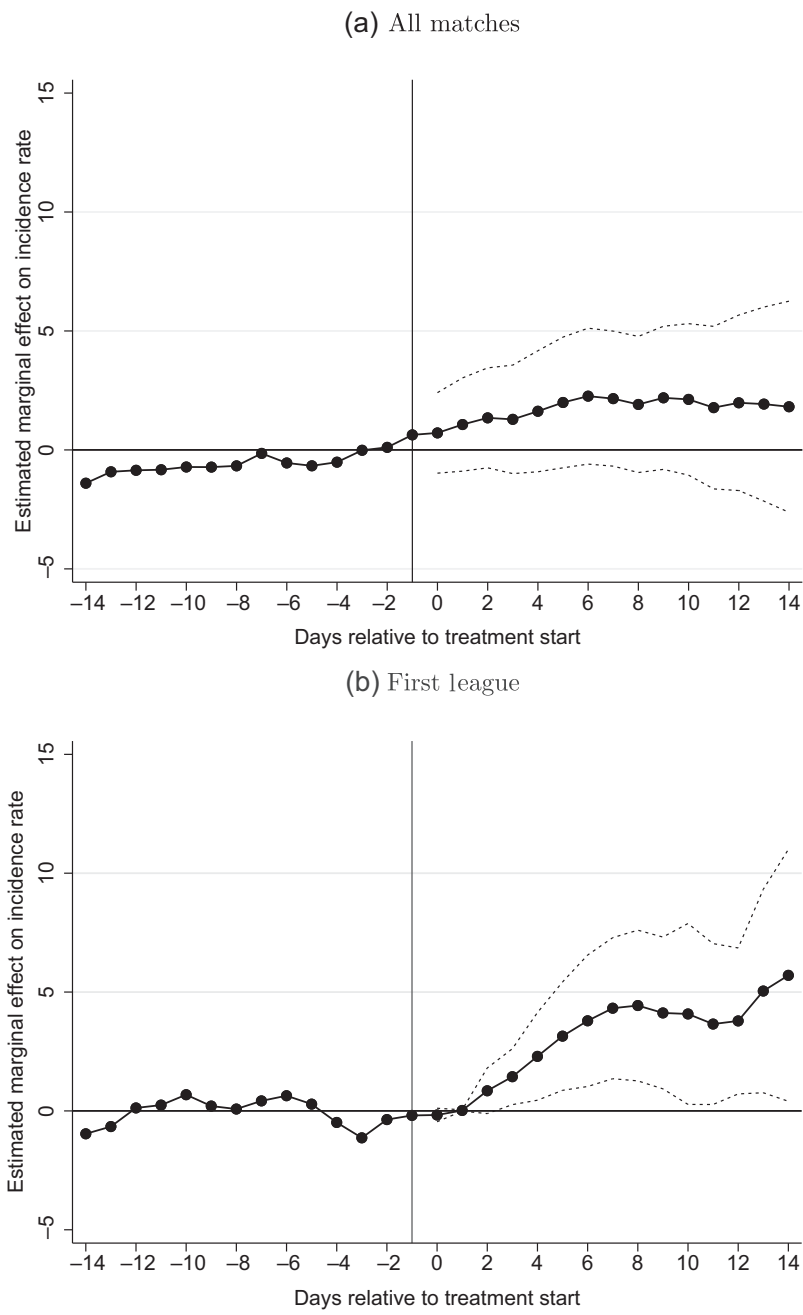 (a) All matches
Estimated marginal effect on incidence rate
15
10
5
0
–5
–14 –12 –10 –8 –6 –4 –2 0 2 4 6 8 10 12 14
Days relative to treatment start
(b) First league
Estimated marginal effect on incidence rate
15
10
5
0
–5
–14 –12 –10 –8 –6 –4 –2 0 2 4 6 8 10 12 14
Days relative to treatment start